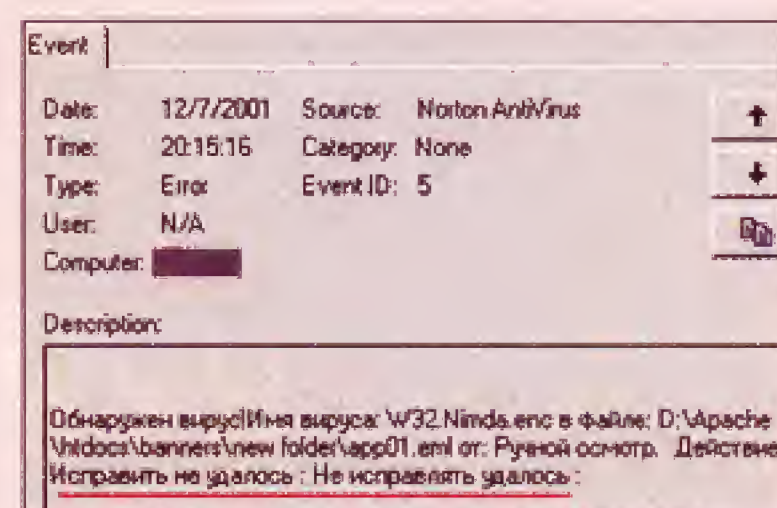 Event
Date: 12/7/2001 Source: Norton AntiVirus
Time: 20:15:16 Category: None
Type: Error Event ID: 5
User: N/A
Computer:
Description:
Обнаружен вирус|Имя вируса: W32.Nimda.enc в файле: D:\Apache
\htdocs\banners\new folder\app01.eml от: Ручной осмотр. Действие
Исправить не удалось : Не исправлять удалось :